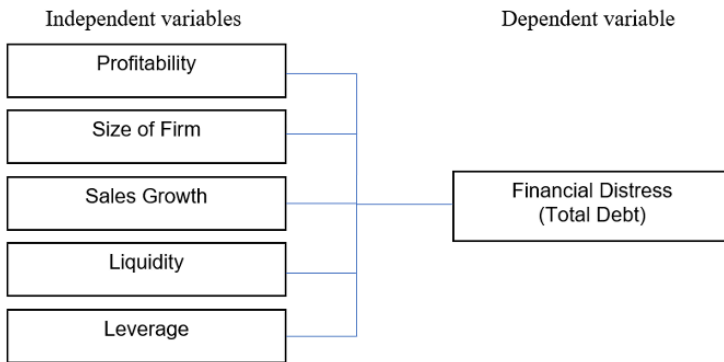 Independent variables
Dependent variable
Profitability
Size of Firm
Sales Growth
Liquidity
Leverage
Financial Distress
(Total Debt)